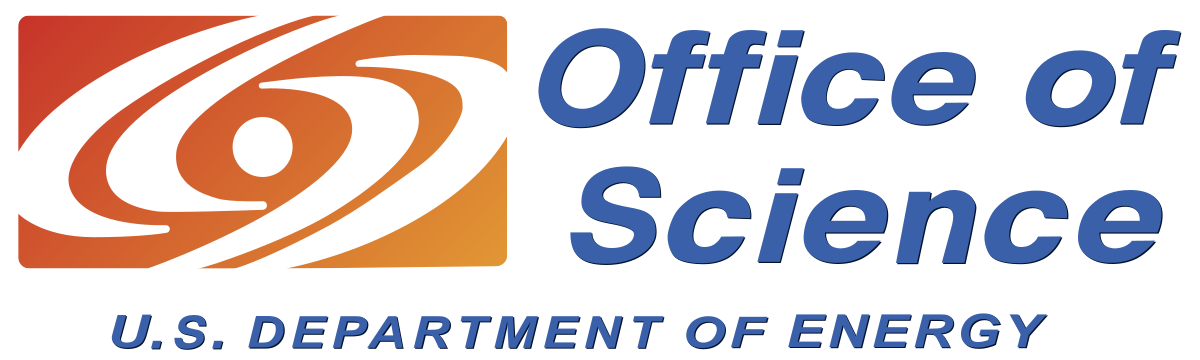 Office of
Science
U.S. DEPARTMENT OF ENERGY